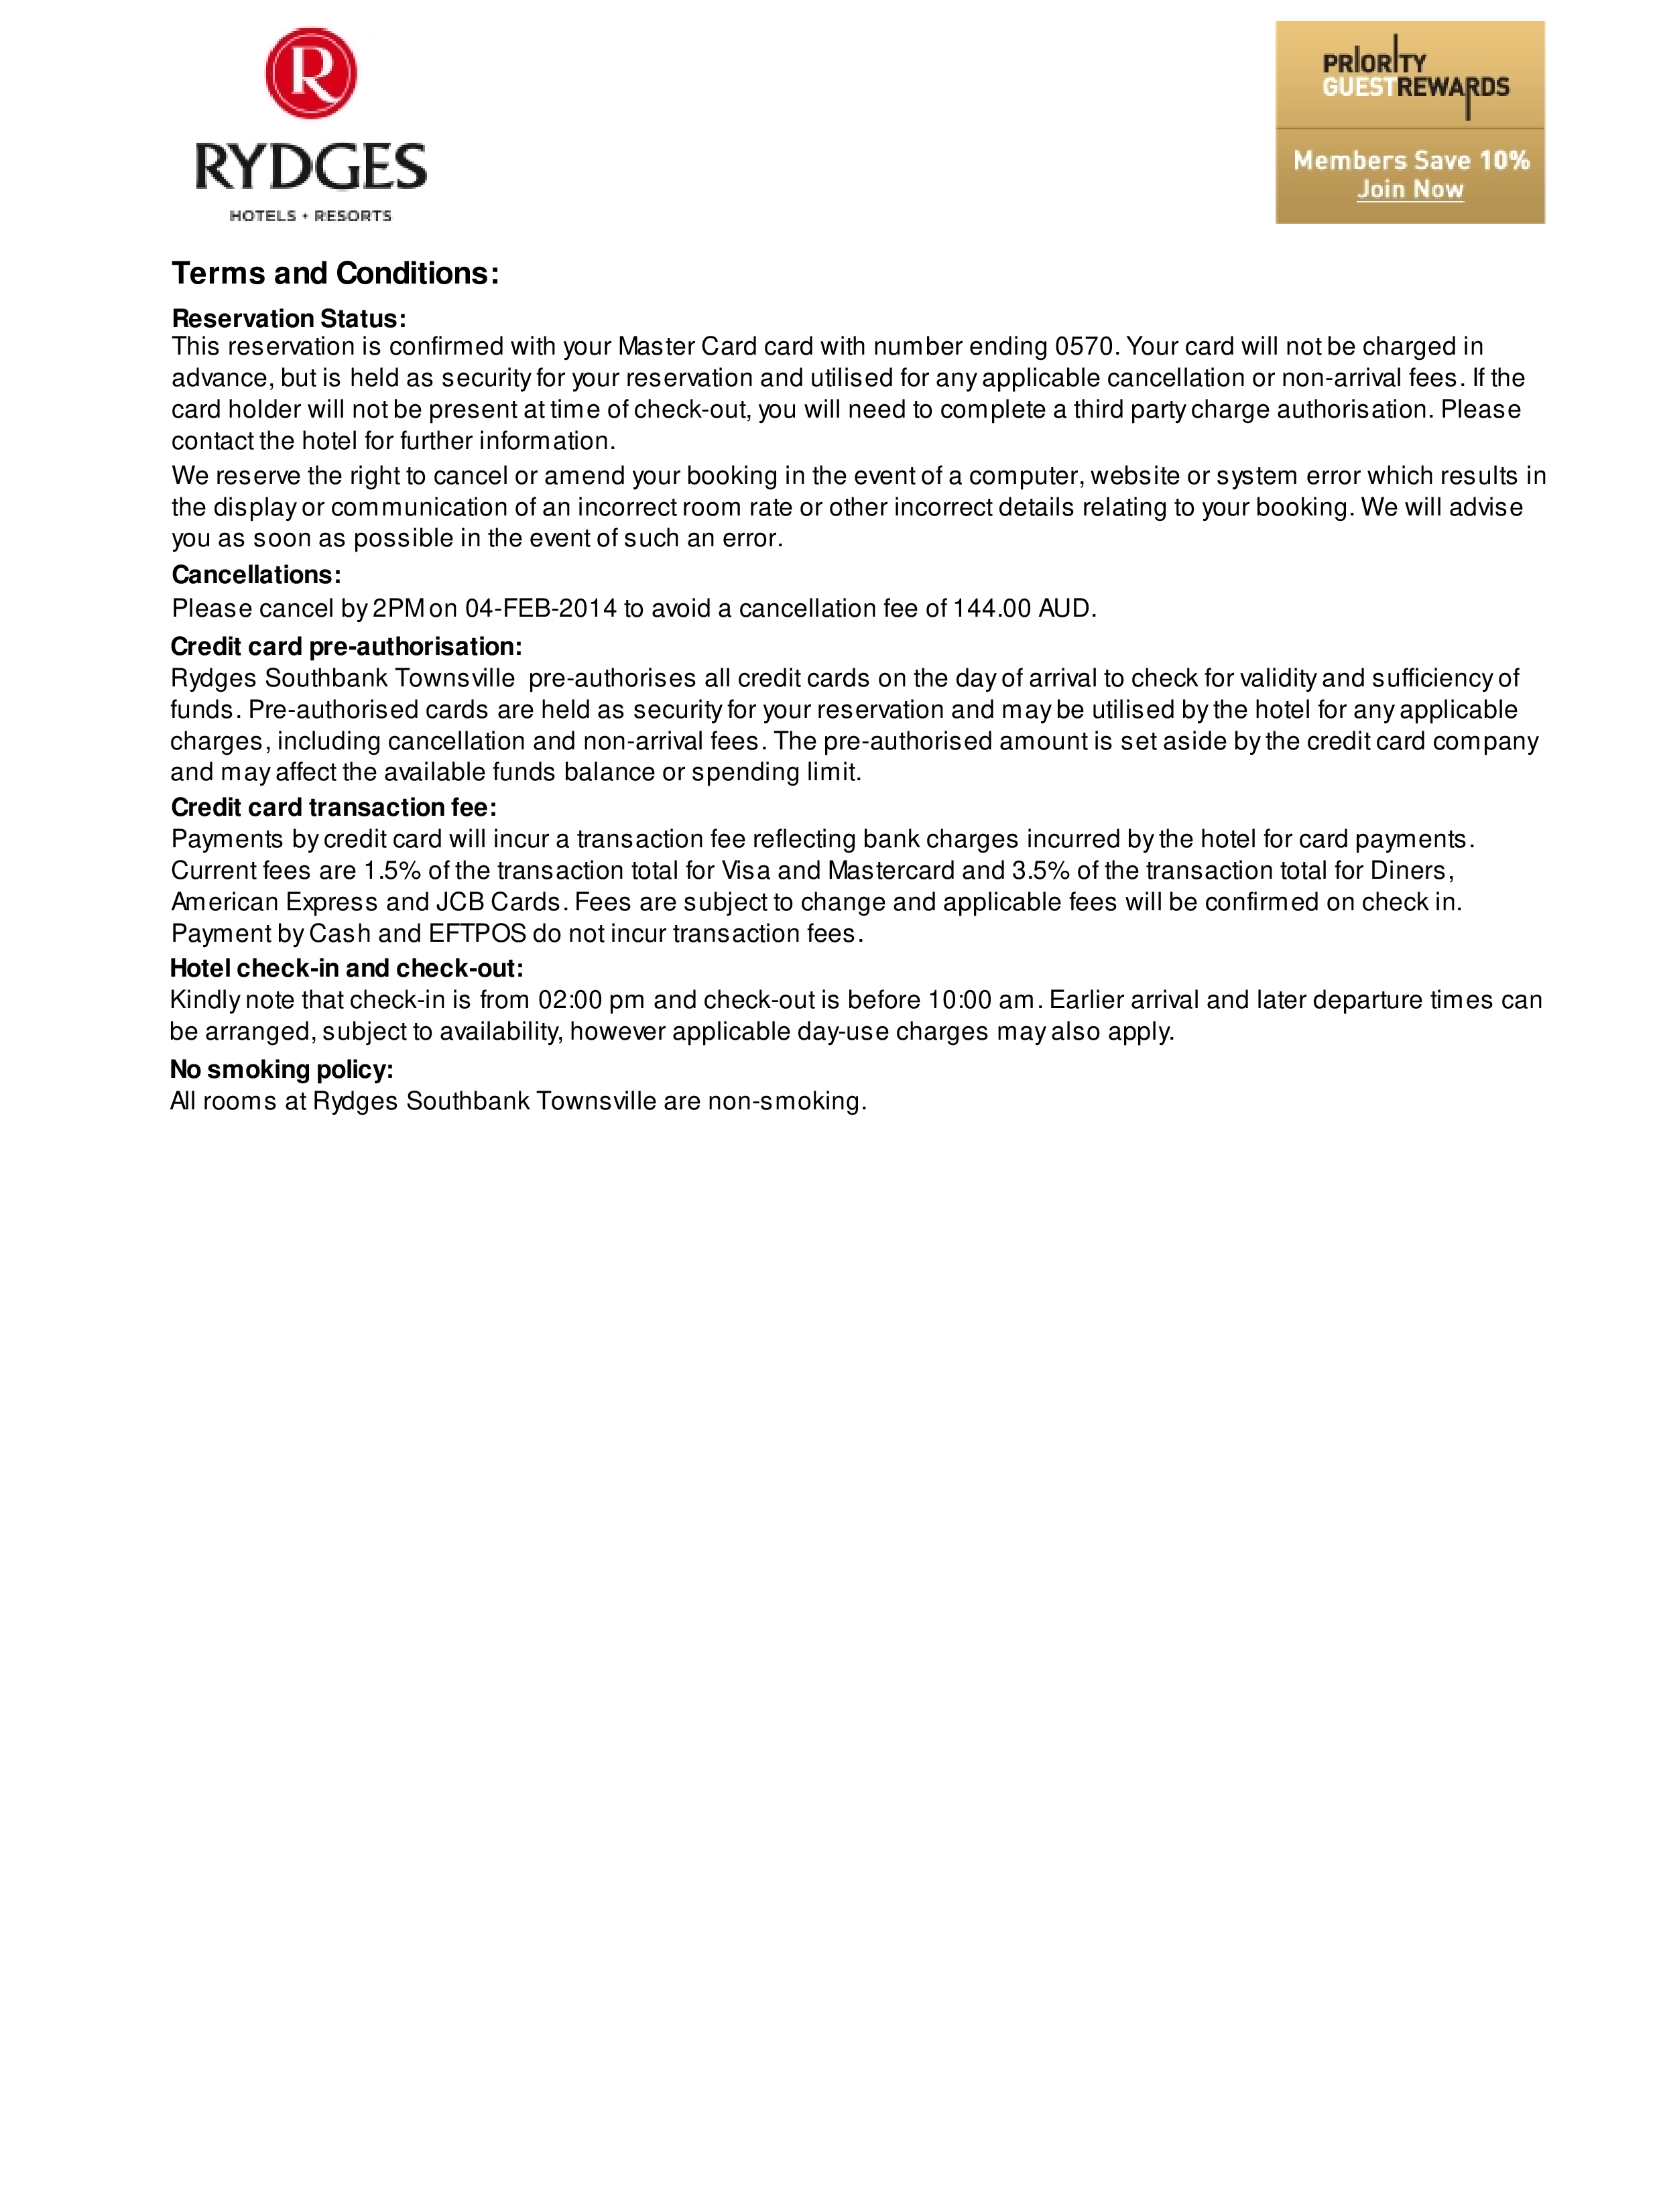 R
RYDGES
HOTELS + RESORTS
PRIORITY
GUESTREWARDS
Members Save 10%
Join Now
Terms and Conditions:
Reservation Status:
This reservation is confirmed with your Master Card card with number ending 0570. Your card will not be charged in
advance, but is held as security for your reservation and utilised for any applicable cancellation or non-arrival fees. If the
card holder will not be present at time of check-out, you will need to complete a third party charge authorisation. Please
contact the hotel for further information.
We reserve the right to cancel or amend your booking in the event of a computer, website or system error which results in
the display or communication of an incorrect room rate or other incorrect details relating to your booking. We will advise
you as soon as possible in the event of such an error.
Cancellations:
Please cancel by 2PM on 04-FEB-2014 to avoid a cancellation fee of 144.00 AUD.
Credit card pre-authorisation:
Rydges Southbank Townsville pre-authorises all credit cards on the day of arrival to check for validity and sufficiency of
funds. Pre-authorised cards are held as security for your reservation and may be utilised by the hotel for any applicable
charges, including cancellation and non-arrival fees. The pre-authorised amount is set aside by the credit card company
and may affect the available funds balance or spending limit.
Credit card transaction fee:
Payments by credit card will incur a transaction fee reflecting bank charges incurred by the hotel for card payments.
Current fees are 1.5% of the transaction total for Visa and Mastercard and 3.5% of the transaction total for Diners,
American Express and JCB Cards. Fees are subject to change and applicable fees will be confirmed on check in.
Payment by Cash and EFTPOS do not incur transaction fees.
Hotel check-in and check-out:
Kindly note that check-in is from 02:00 pm and check-out is before 10:00 am. Earlier arrival and later departure times can
be arranged, subject to availability, however applicable day-use charges may also apply.
No smoking policy:
All rooms at Rydges Southbank Townsville are non-smoking.